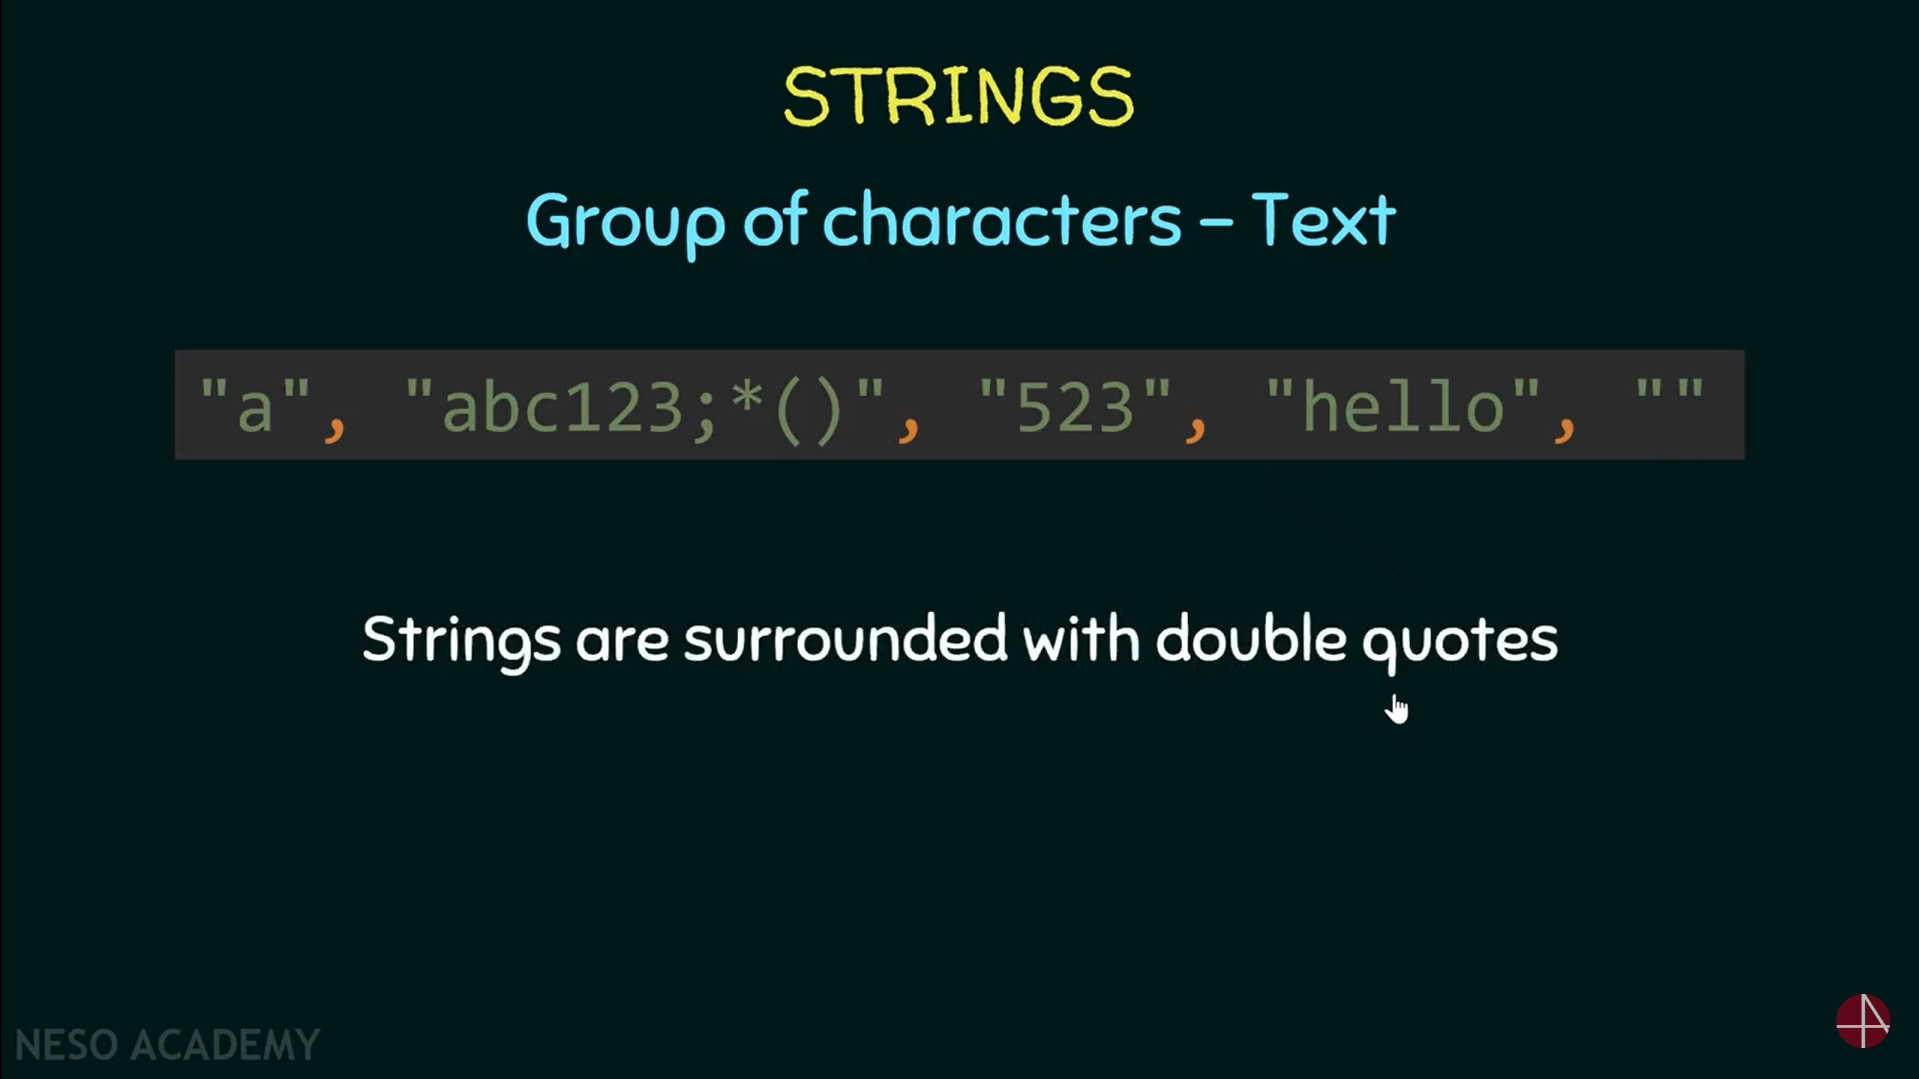 STRINGS
Group of characters – Text
"a", "abc123;*()", "523", "hello", ""
Strings are surrounded with double quotes
NESO ACADEMY